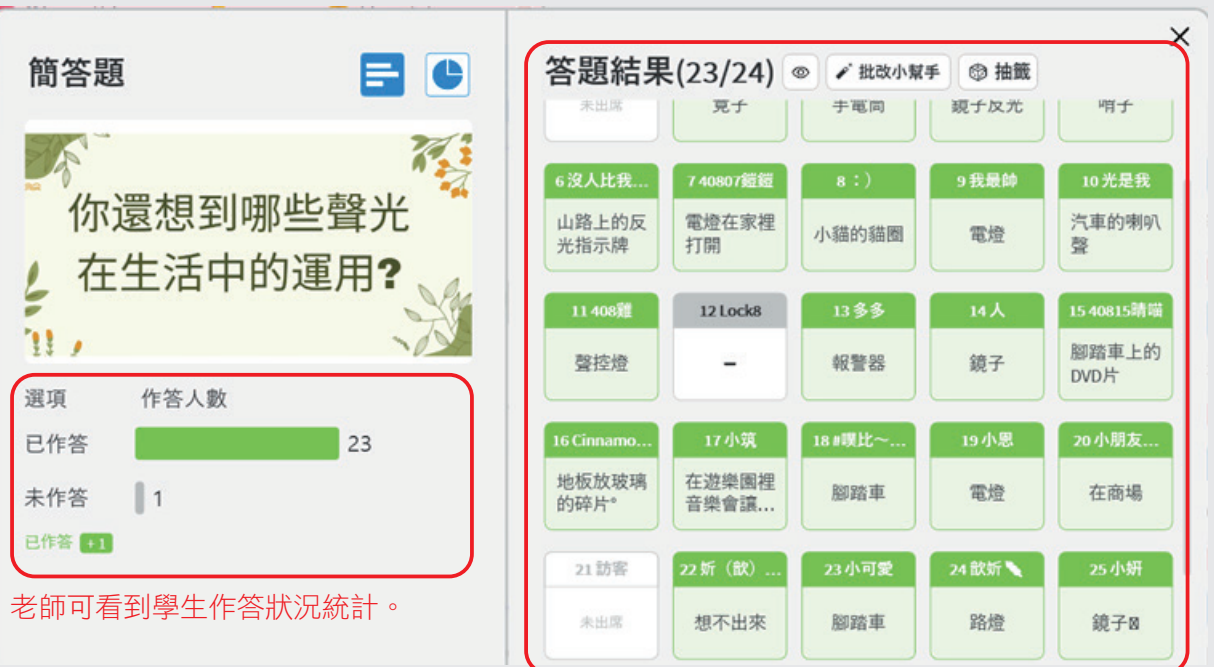 簡答題
你還想到哪些聲光
在生活中的運用?
選項 作答人數
已作答 23
未作答 1
已作答 +1
老師可看到學生作答狀況統計。
答題結果(23/24) 批改小幫手 抽籤
未出席
手電筒
鏡子反光
哨子
6 沒人比我...
山路上的反
光指示牌
7 40807鎧鎧
電燈在家裡
打開
8 : )
小貓的貓圈
9 我最帥
電燈
10 光是我
汽車的喇叭
聲
11 408雞
聲控燈
12 Lock8
–
13 多多
報警器
14 人
鏡子
15 40815晴喵
腳踏車上的
DVD片
16 Cinnamo...
地板放玻璃
的碎片°
17 小筑
在遊樂園裡
音樂會讓...
18 #噗比～...
腳踏車
19 小恩
電燈
20 小朋友...
在商場
21 訪客
未出席
22 妡（歆）...
想不出來
23 小可愛
腳踏車
24 歆妡
路燈
25 小妍
鏡子